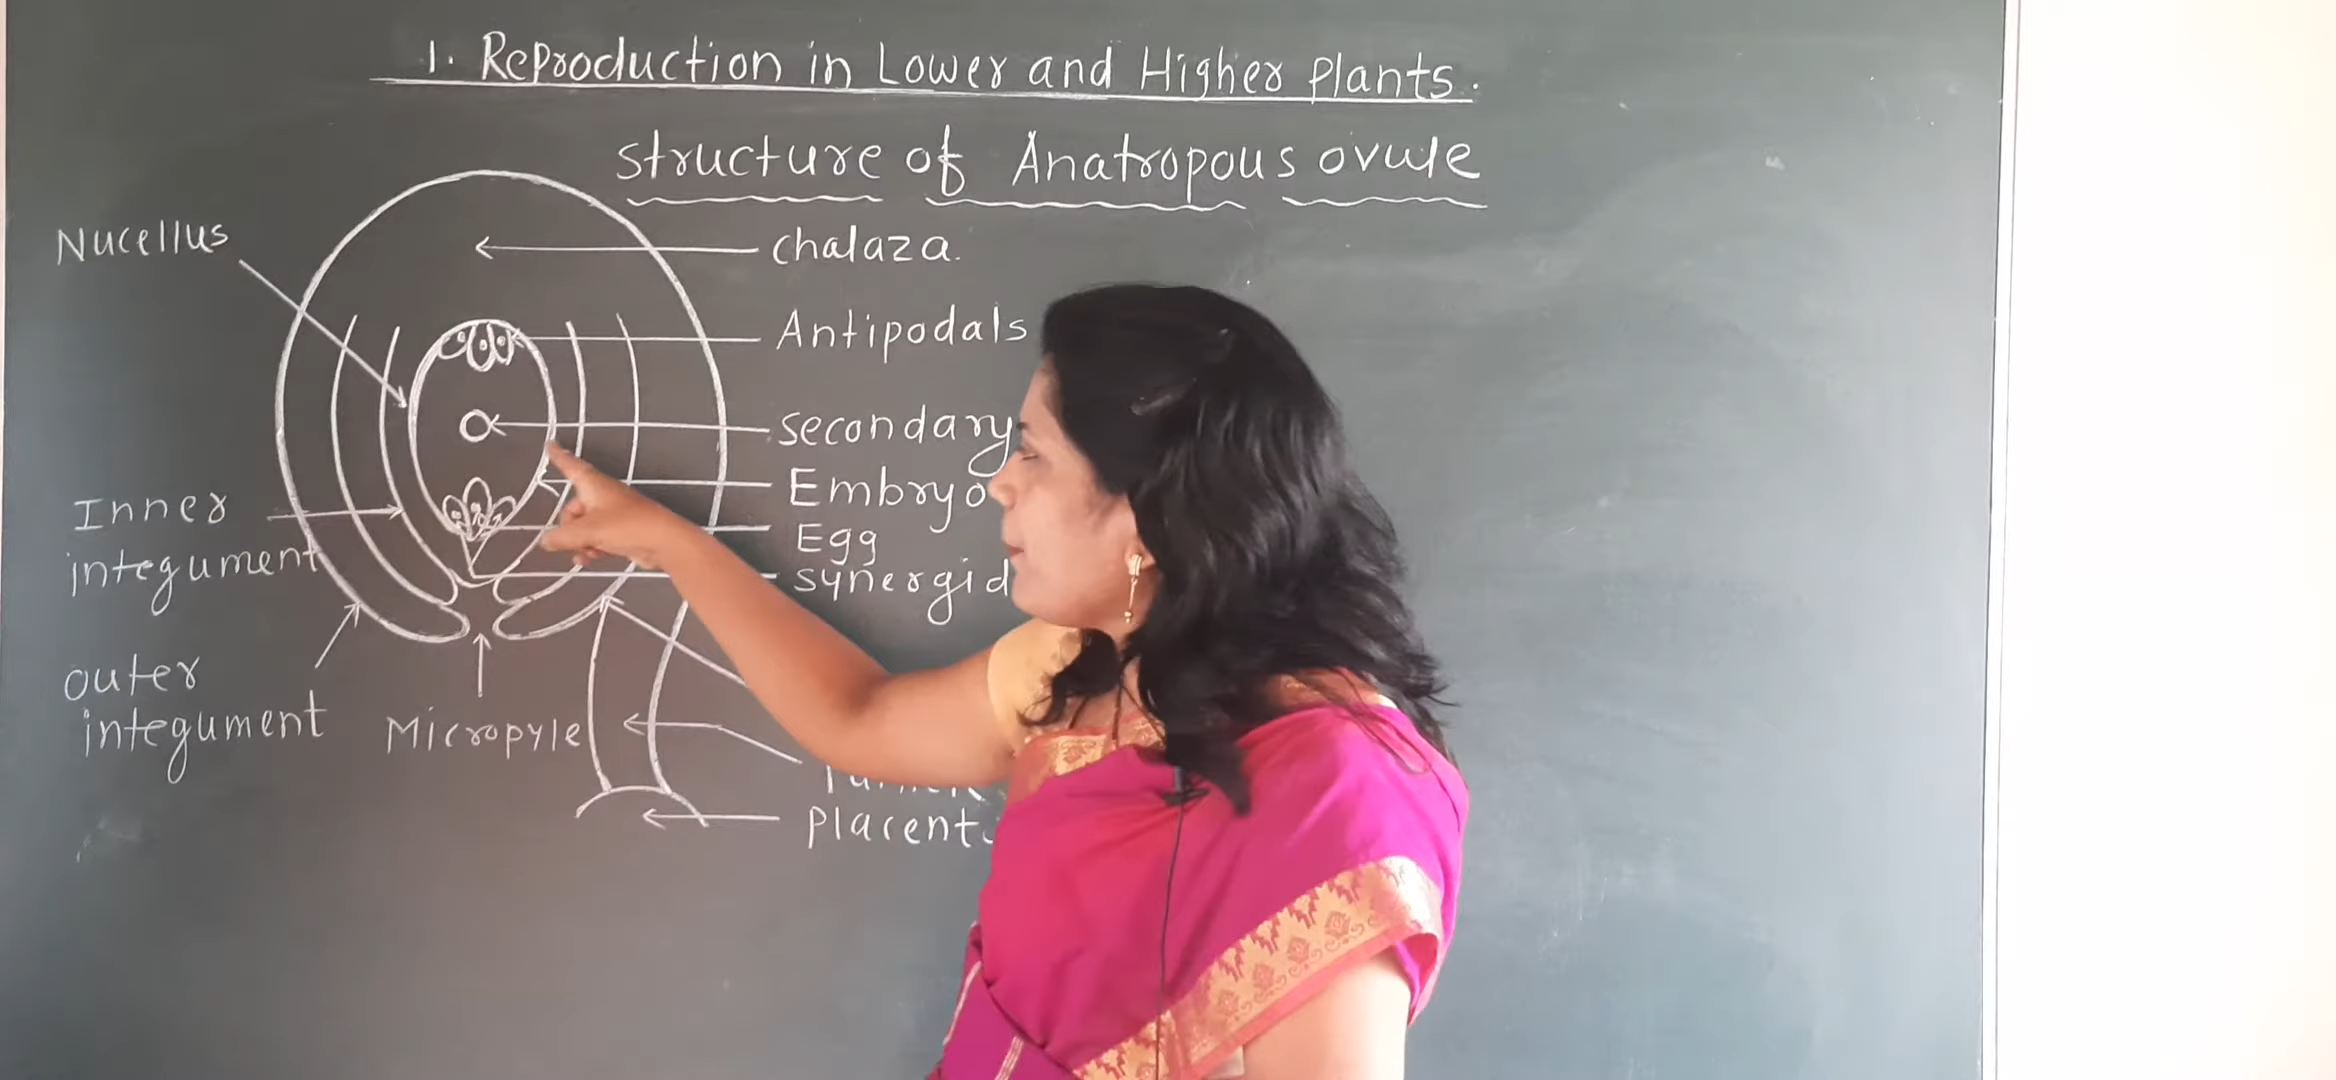 1. Reproduction in Lower and Higher Plants.
structure of Anatropous ovule
Nucellus
chalaza.
Antipodals
secondary
Embryo
Inner
integument
Egg
synergid
outer
integument
Micropyle
Placent